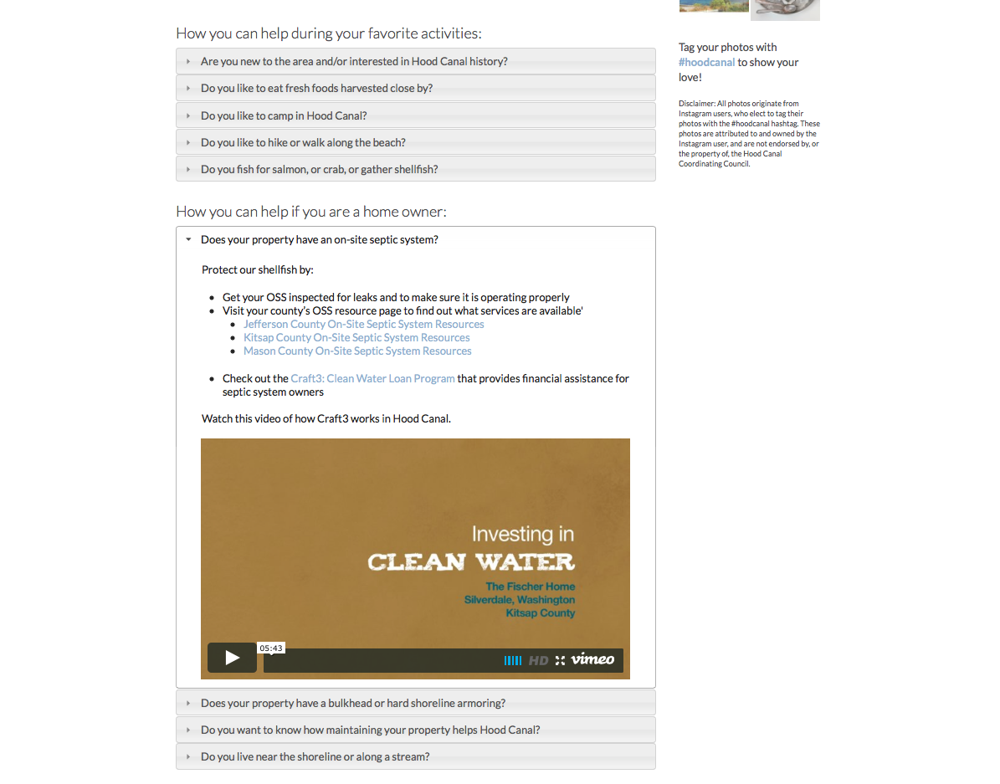 How you can help during your favorite activities:
Are you new to the area and/or interested in Hood Canal history?
Do you like to eat fresh foods harvested close by?
Do you like to camp in Hood Canal?
Do you like to hike or walk along the beach?
Do you fish for salmon, or crab, or gather shellfish?
How you can help if you are a home owner:
Does your property have an on-site septic system?
Protect our shellfish by:
Get your OSS inspected for leaks and to make sure it is operating properly
Visit your county's OSS resource page to find out what services are available'
Jefferson County On-Site Septic System Resources
Kitsap County On-Site Septic System Resources
Mason County On-Site Septic System Resources
Check out the Craft3: Clean Water Loan Program that provides financial assistance for
septic system owners
Watch this video of how Craft3 works in Hood Canal.
Investing in
CLEAN WATER
The Fischer Home
Silverdale, Washington
Kitsap County
05:43
HD vimeo
Does your property have a bulkhead or hard shoreline armoring?
Do you want to know how maintaining your property helps Hood Canal?
Do you live near the shoreline or along a stream?
Tag your photos with
#hoodcanal to show your
love!
Disclaimer: All photos originate from
Instagram users, who elect to tag their
photos with the #hoodcanal hashtag. These
photos are attributed to and owned by the
Instagram user, and are not endorsed by, or
the property of, the Hood Canal
Coordinating Council.